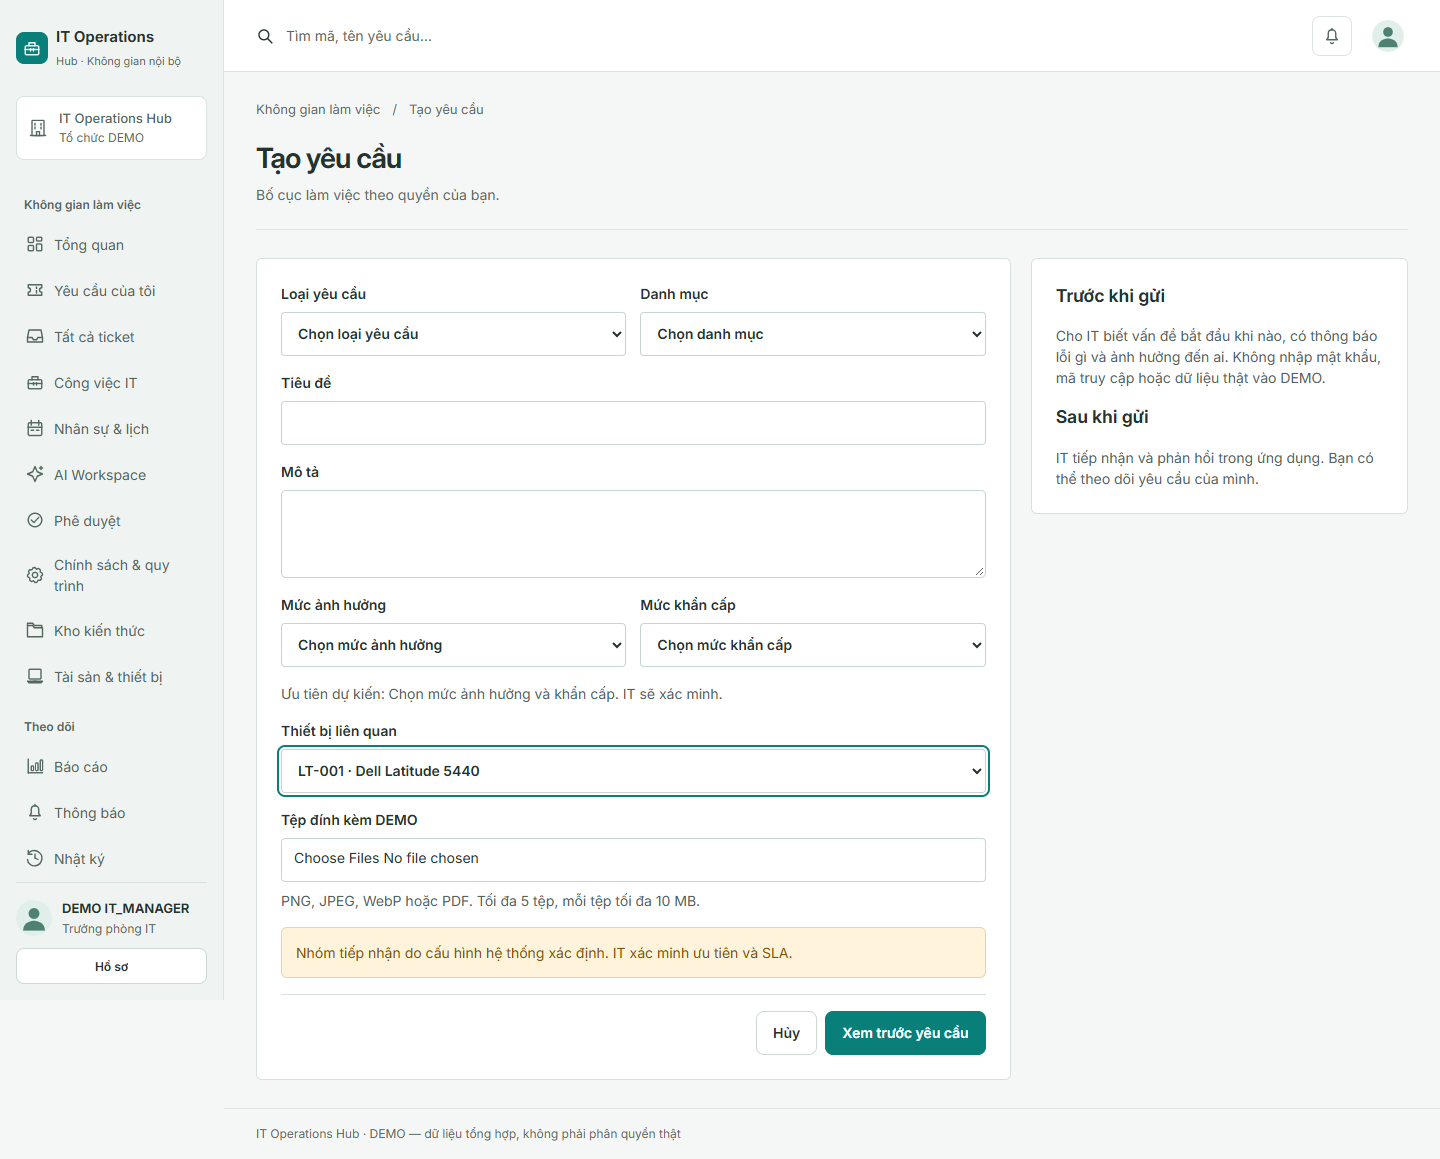 IT Operations
Hub · Không gian nội bộ
IT Operations Hub
Tổ chức DEMO
Không gian làm việc
Tổng quan
Yêu cầu của tôi
Tất cả ticket
Công việc IT
Nhân sự & lịch
AI Workspace
Phê duyệt
Chính sách & quy
trình
Kho kiến thức
Tài sản & thiết bị
Theo dõi
Báo cáo
Thông báo
Nhật ký
DEMO IT_MANAGER
Trưởng phòng IT
Hồ sơ
Tìm mã, tên yêu cầu...
Không gian làm việc / Tạo yêu cầu
Tạo yêu cầu
Bố cục làm việc theo quyền của bạn.
Loại yêu cầu
Danh mục
Chọn loại yêu cầu
Chọn danh mục
Tiêu đề
Mô tả
Mức ảnh hưởng
Mức khẩn cấp
Chọn mức ảnh hưởng
Chọn mức khẩn cấp
Ưu tiên dự kiến: Chọn mức ảnh hưởng và khẩn cấp. IT sẽ xác minh.
Thiết bị liên quan
LT-001 · Dell Latitude 5440
Tệp đính kèm DEMO
Choose Files No file chosen
PNG, JPEG, WebP hoặc PDF. Tối đa 5 tệp, mỗi tệp tối đa 10 MB.
Nhóm tiếp nhận do cấu hình hệ thống xác định. IT xác minh ưu tiên và SLA.
Hủy
Xem trước yêu cầu
Trước khi gửi
Cho IT biết vấn đề bắt đầu khi nào, có thông báo
lỗi gì và ảnh hưởng đến ai. Không nhập mật khẩu,
mã truy cập hoặc dữ liệu thật vào DEMO.
Sau khi gửi
IT tiếp nhận và phản hồi trong ứng dụng. Bạn có
thể theo dõi yêu cầu của mình.
IT Operations Hub · DEMO — dữ liệu tổng hợp, không phải phân quyền thật